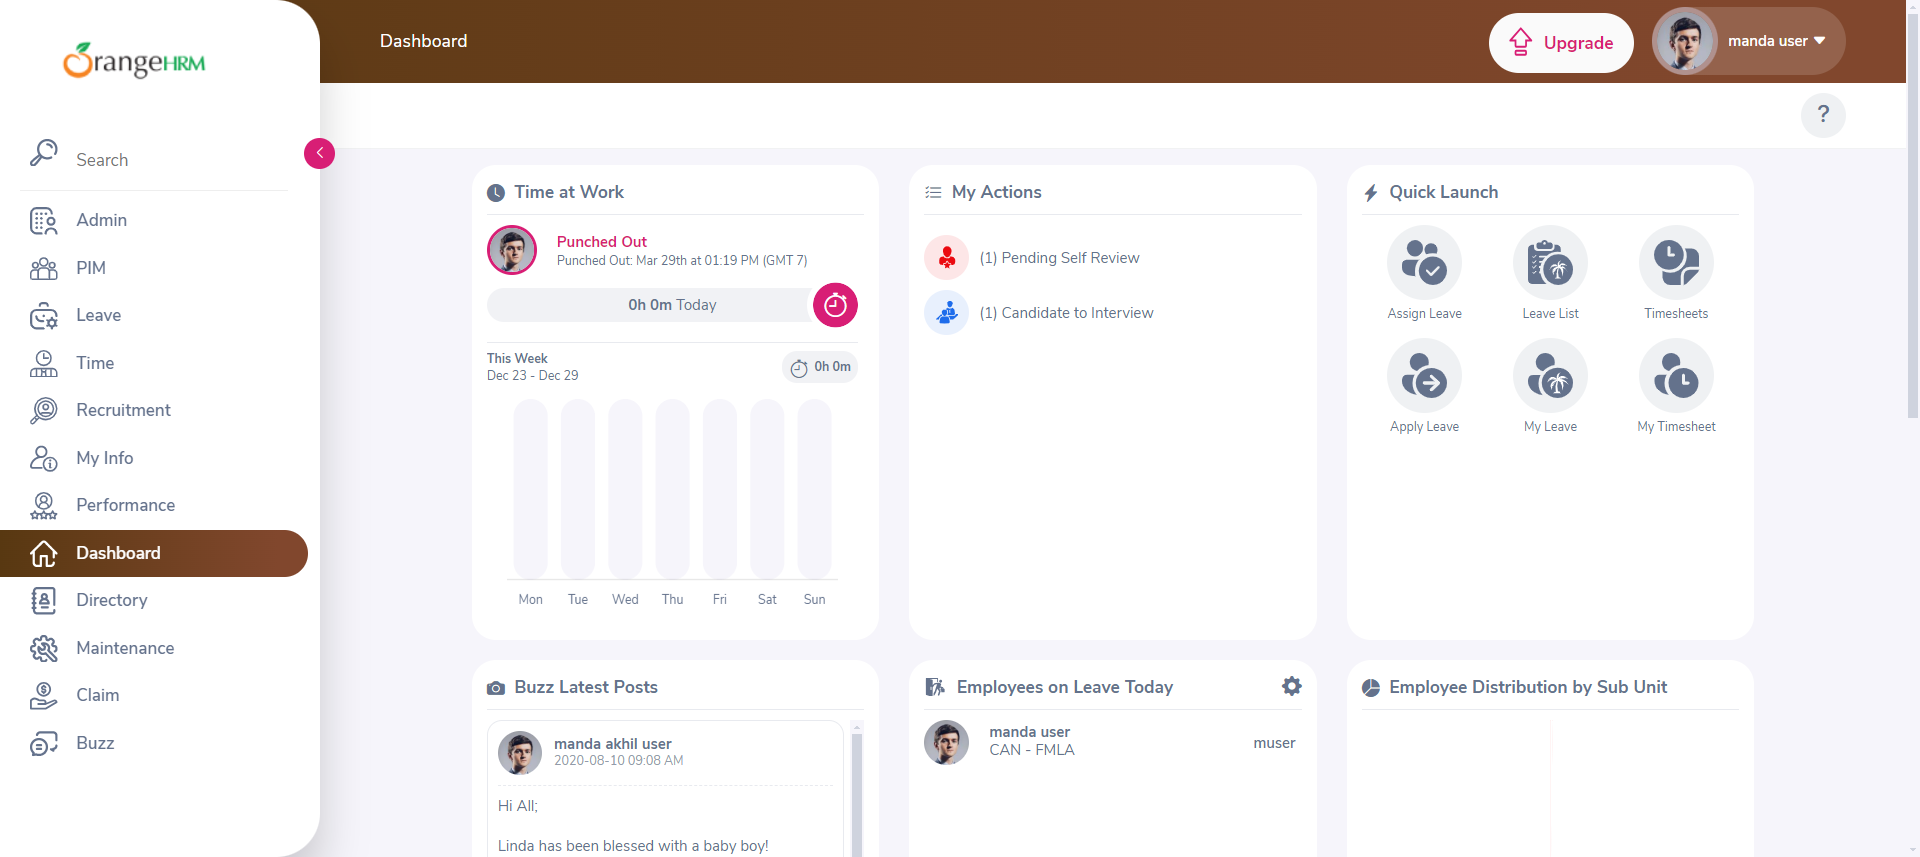 OrangeHRM
Search
Admin
PIM
Leave
Time
Recruitment
My Info
Performance
Dashboard
Directory
Maintenance
Claim
Buzz
Dashboard
Upgrade
manda user
?
Time at Work
Punched Out
Punched Out: Mar 29th at 01:19 PM (GMT 7)
0h 0m Today
This Week
Dec 23 - Dec 29
0h 0m
Mon Tue Wed Thu Fri Sat Sun
My Actions
(1) Pending Self Review
(1) Candidate to Interview
Quick Launch
Assign Leave Leave List Timesheets
Apply Leave My Leave My Timesheet
Buzz Latest Posts
manda akhil user
2020-08-10 09:08 AM
Hi All;
Linda has been blessed with a baby boy!
Employees on Leave Today
manda user
CAN - FMLA
muser
Employee Distribution by Sub Unit